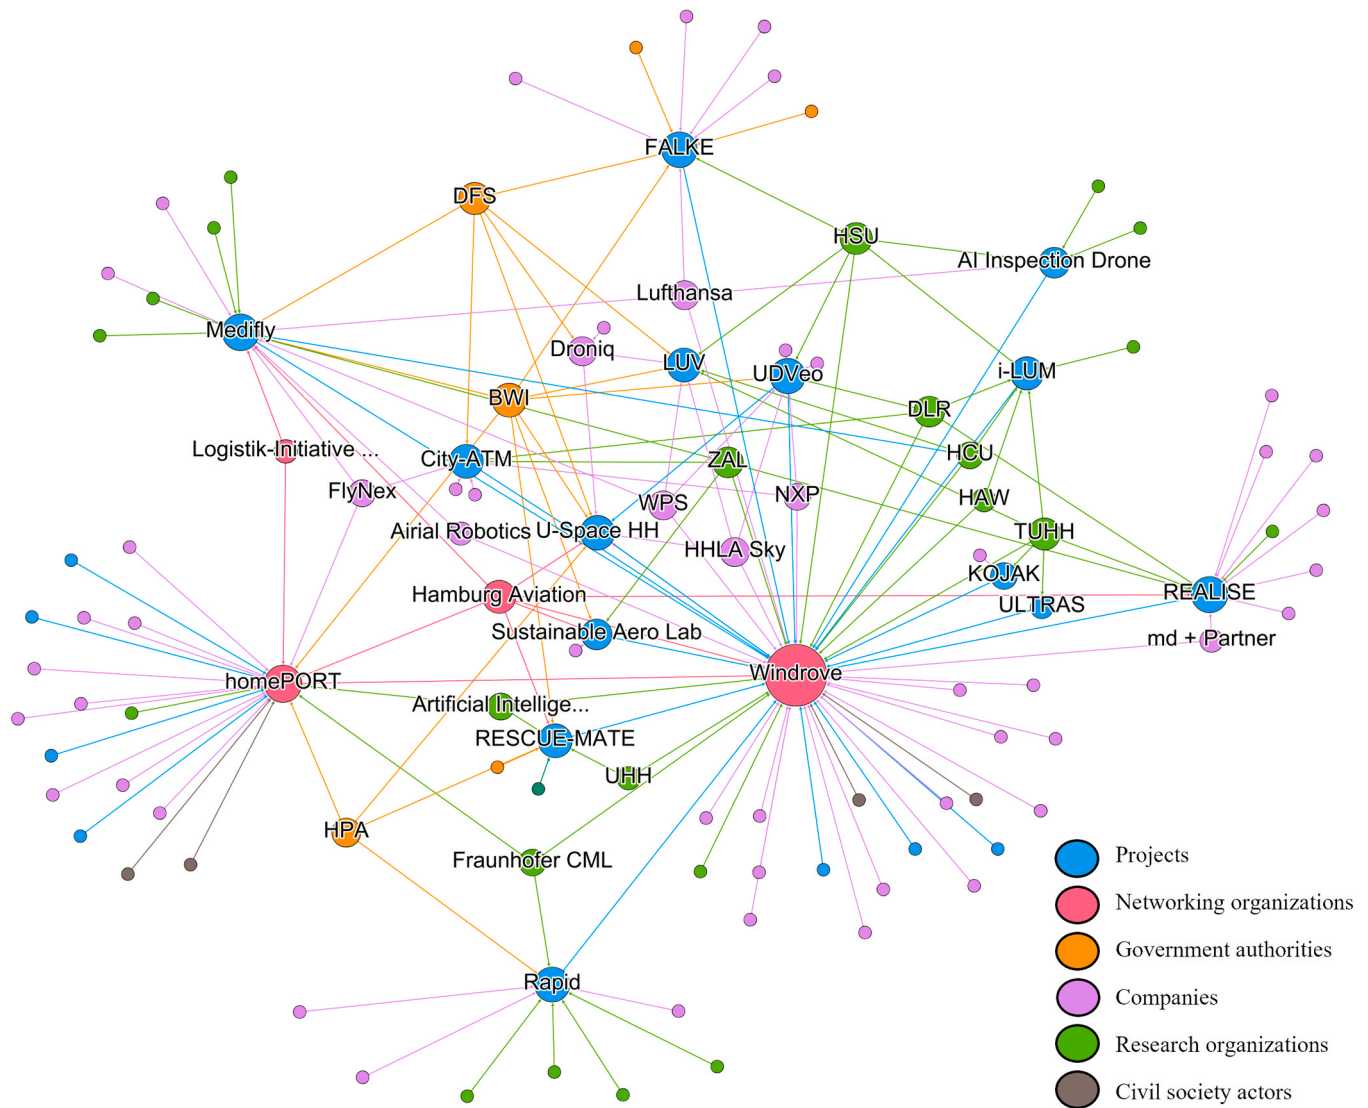 FALKE
DFS
HSU
AI Inspection Drone
Lufthansa
Medifly
Droniq
LUV
UDVeo
i-LUM
BWI
DLR
Logistik-Initiative ...
City-ATM
ZAL
HCU
FlyNex
WPS
NXP
HAW
Airial Robotics
U-Space HH
TUHH
HHLA Sky
KOJAK
Hamburg Aviation
ULTRAS
REALISE
Sustainable Aero Lab
md + Partner
homePORT
Windrove
Artificial Intellige...
RESCUE-MATE
UHH
HPA
Fraunhofer CML
Rapid
Projects
Networking organizations
Government authorities
Companies
Research organizations
Civil society actors